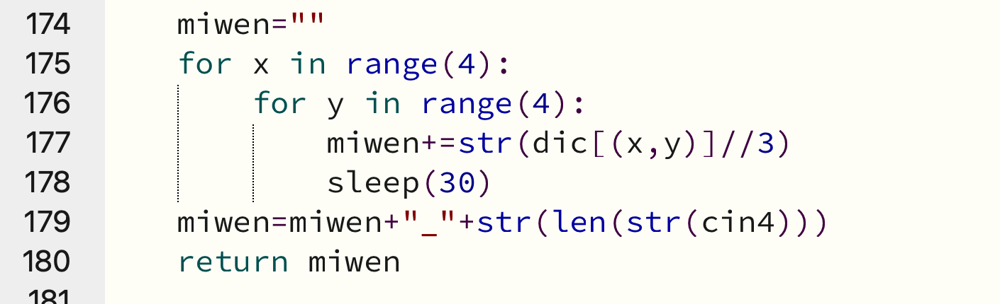 174 miwen=""
175 for x in range(4):
176 for y in range(4):
177 miwen+=str(dic[(x,y)]//3)
178 sleep(30)
179 miwen=miwen+"_"+str(len(str(cin4)))
180 return miwen
181